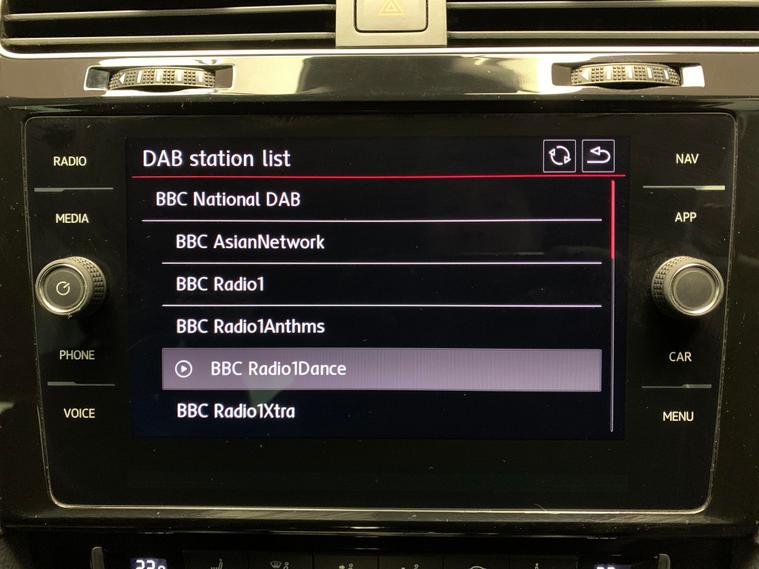 DAB station list
RADIO
NAV
BBC National DAB
MEDIA
APP
BBC AsianNetwork
BBC Radio1
BBC Radio1Anthms
PHONE
CAR
BBC Radio1Dance
VOICE
MENU
BBC Radio1Xtra